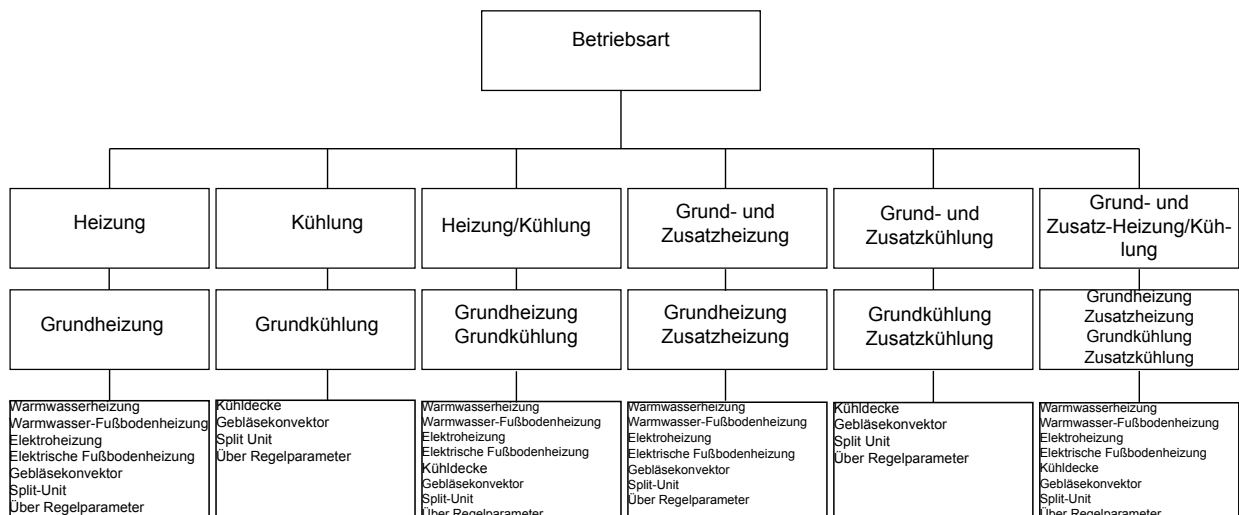 Betriebsart
Heizung
Kühlung
Heizung/Kühlung
Grund- und
Zusatzheizung
Grund- und
Zusatzkühlung
Grund- und
Zusatz-Heizung/Küh-
lung
Grundheizung
Grundkühlung
Grundheizung
Grundkühlung
Grundheizung
Zusatzheizung
Grundkühlung
Zusatzkühlung
Grundheizung
Zusatzheizung
Grundkühlung
Zusatzkühlung
Warmwasserheizung
Warmwasser-Fußbodenheizung
Elektroheizung
Elektrische Fußbodenheizung
Gebläsekonvektor
Split-Unit
Über Regelparameter
Kühldecke
Gebläsekonvektor
Split Unit
Über Regelparameter
Warmwasserheizung
Warmwasser-Fußbodenheizung
Elektroheizung
Elektrische Fußbodenheizung
Kühldecke
Gebläsekonvektor
Split-Unit
Über Regelparameter
Warmwasserheizung
Warmwasser-Fußbodenheizung
Elektroheizung
Elektrische Fußbodenheizung
Gebläsekonvektor
Split-Unit
Über Regelparameter
Kühldecke
Gebläsekonvektor
Split Unit
Über Regelparameter
Warmwasserheizung
Warmwasser-Fußbodenheizung
Elektroheizung
Elektrische Fußbodenheizung
Kühldecke
Gebläsekonvektor
Split-Unit
Über Regelparameter